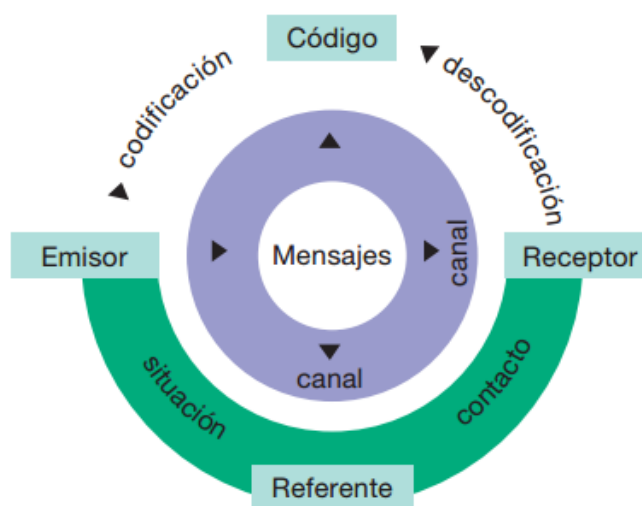 Código
codificación
descodificación
Emisor
Mensajes
canal
Receptor
canal
situación
contacto
Referente